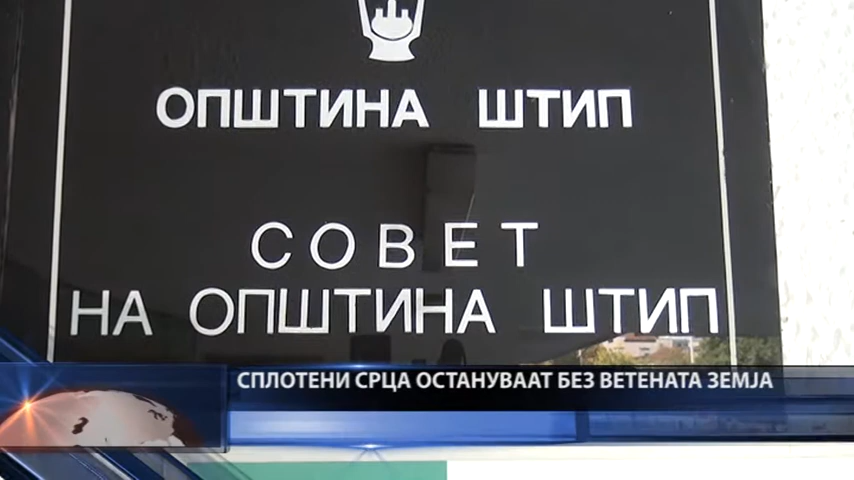 ОПШТИНА ШТИП
СОВЕТ
НА ОПШТИНА ШТИП
СПЛОТЕНИ СРЦА ОСТАНУВААТ БЕЗ ВЕТЕНАТА ЗЕМЈА